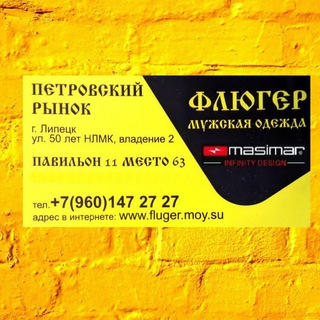 ПЕТРОВСКИЙ
РЫНОК
г. Липецк
ул. 50 лет НЛМК, владение 2
ПАВИЛЬОН 11 МЕСТО 63
тел.+7(960)147 27 27
адрес в интернете: www.fluger.moy.su
ФЛЮГЕР
МУЖСКАЯ ОДЕЖДА
masimar
INFINITY DESIGN